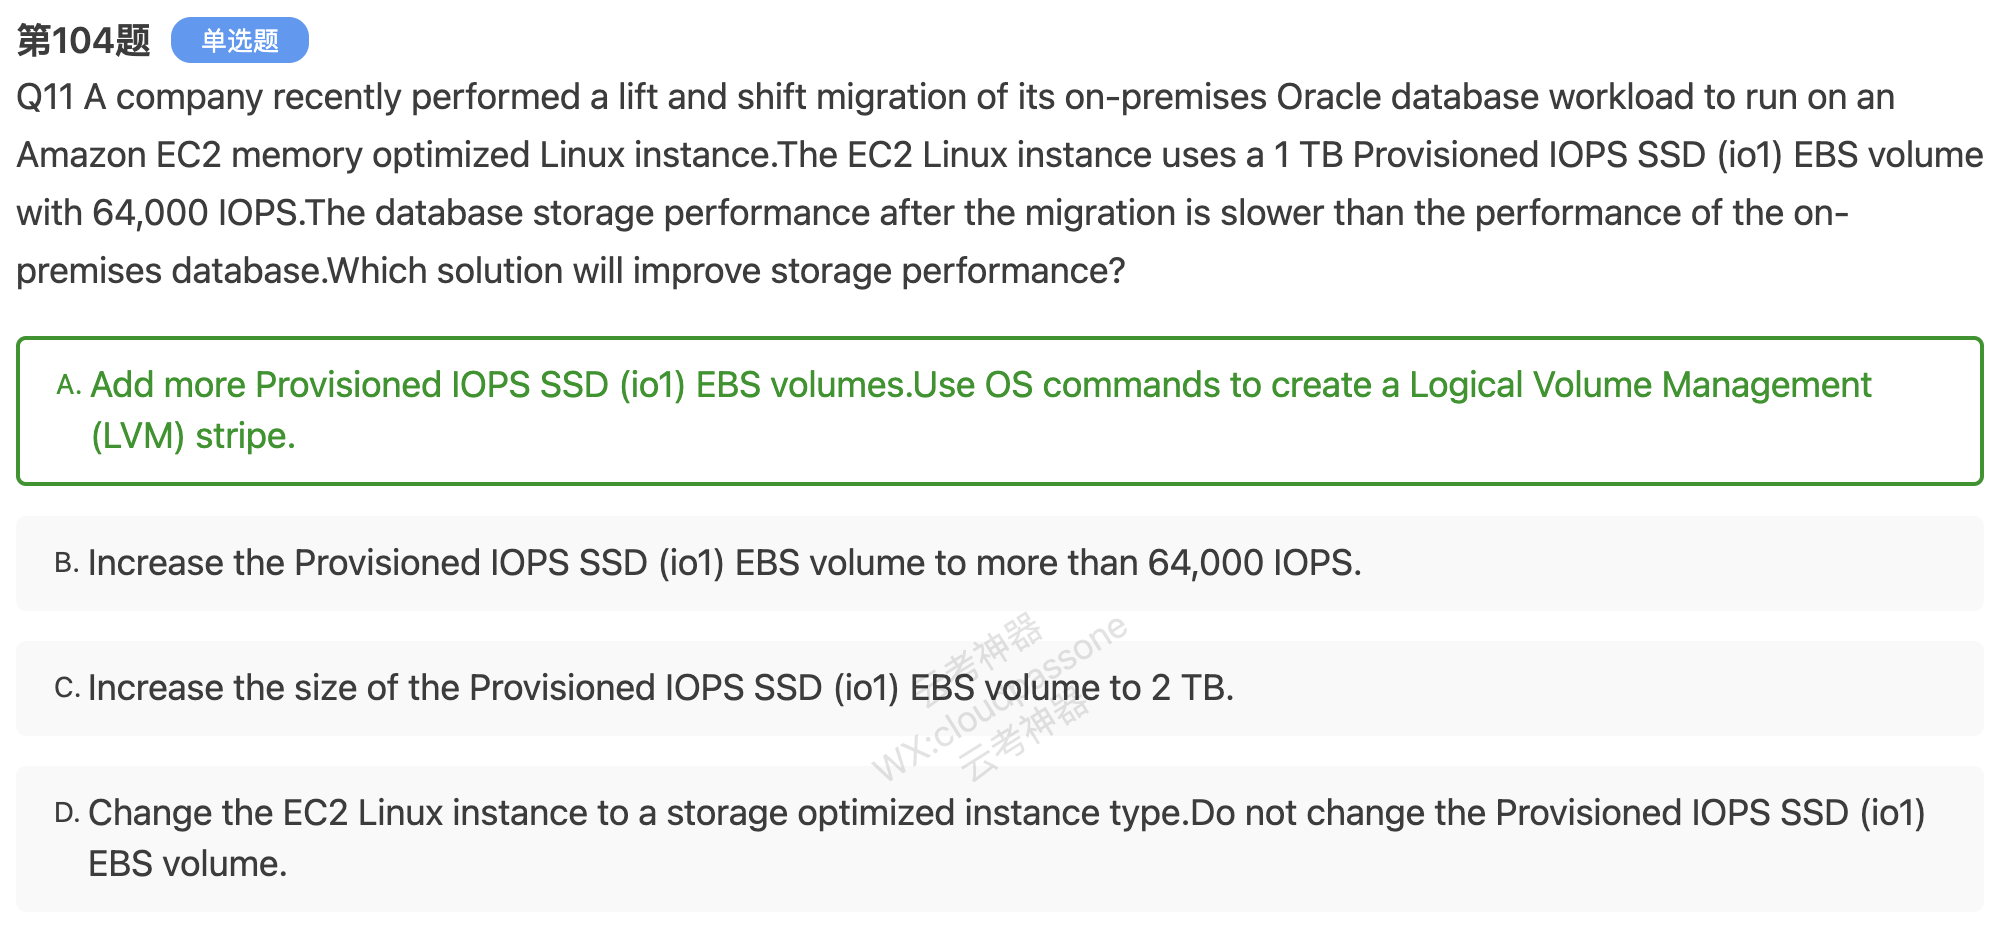 第104题 单选题
Q11 A company recently performed a lift and shift migration of its on-premises Oracle database workload to run on an
Amazon EC2 memory optimized Linux instance.The EC2 Linux instance uses a 1 TB Provisioned IOPS SSD (io1) EBS volume
with 64,000 IOPS.The database storage performance after the migration is slower than the performance of the on-
premises database.Which solution will improve storage performance?
A. Add more Provisioned IOPS SSD (io1) EBS volumes.Use OS commands to create a Logical Volume Management
(LVM) stripe.
B. Increase the Provisioned IOPS SSD (io1) EBS volume to more than 64,000 IOPS.
C. Increase the size of the Provisioned IOPS SSD (io1) EBS volume to 2 TB.
D. Change the EC2 Linux instance to a storage optimized instance type.Do not change the Provisioned IOPS SSD (io1)
EBS volume.
云考神器
WX:cloudpassone
云考神器